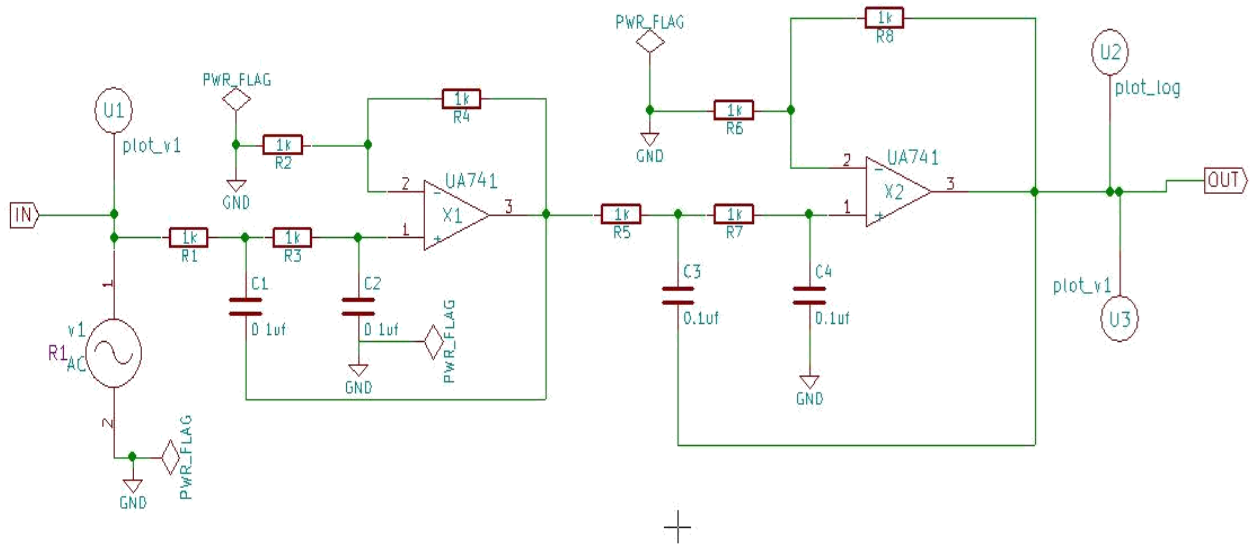 PWR_FLAG
1k
R8
U2
plot_log
PWR_FLAG
1k
R4
1k
R6
GND
U1
plot_v1
1k
R2
GND
2
UA741
X1
3
1
2
UA741
X2
3
1
OUT
IN
1k
R1
1k
R3
1k
R5
1k
R7
C1
0.1uf
C2
0.1uf
PWR_FLAG
GND
C3
0.1uf
C4
0.1uf
GND
plot_v1
U3
1
v1
R1
AC
2
PWR_FLAG
GND